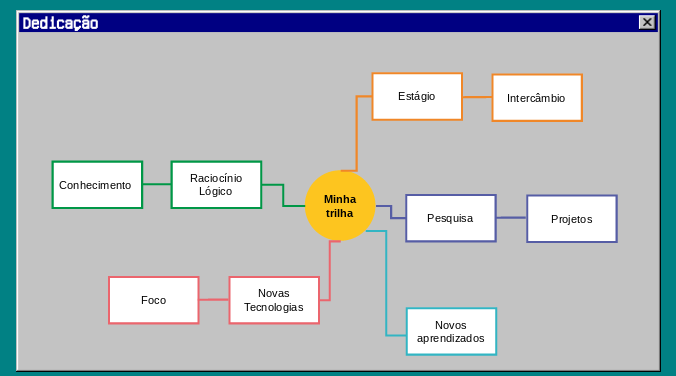 Dedicação
Estágio
Intercâmbio
Conhecimento
Raciocínio
Lógico
Minha
trilha
Pesquisa
Projetos
Foco
Novas
Tecnologias
Novos
aprendizados